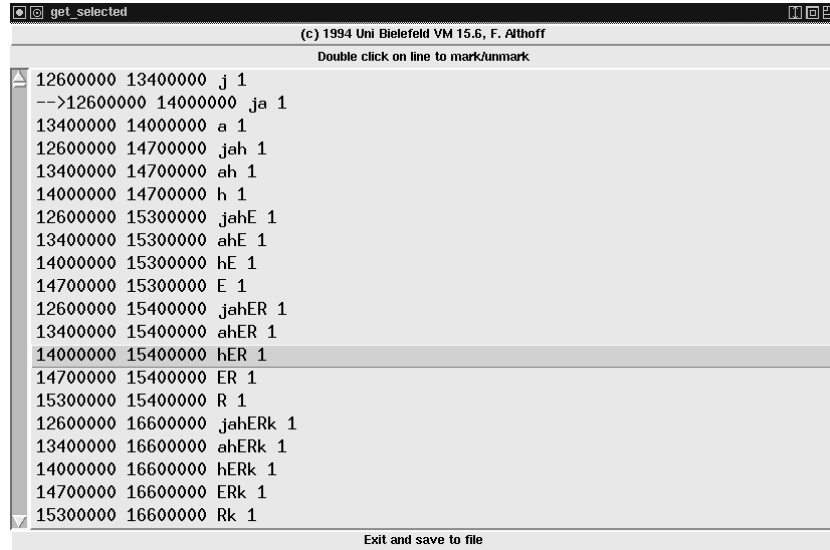 get_selected
(c) 1994 Uni Bielefeld VM 15.6, F. Althoff
Double click on line to mark/unmark
12600000 13400000 j 1
-->12600000 14000000 ja 1
13400000 14000000 a 1
12600000 14700000 jah 1
13400000 14700000 ah 1
14000000 14700000 h 1
12600000 15300000 jahE 1
13400000 15300000 ahE 1
14000000 15300000 hE 1
14700000 15300000 E 1
12600000 15400000 jahER 1
13400000 15400000 ahER 1
14000000 15400000 hER 1
14700000 15400000 ER 1
15300000 15400000 R 1
12600000 16600000 jahERk 1
13400000 16600000 ahERk 1
14000000 16600000 hERk 1
14700000 16600000 ERk 1
15300000 16600000 Rk 1
Exit and save to file